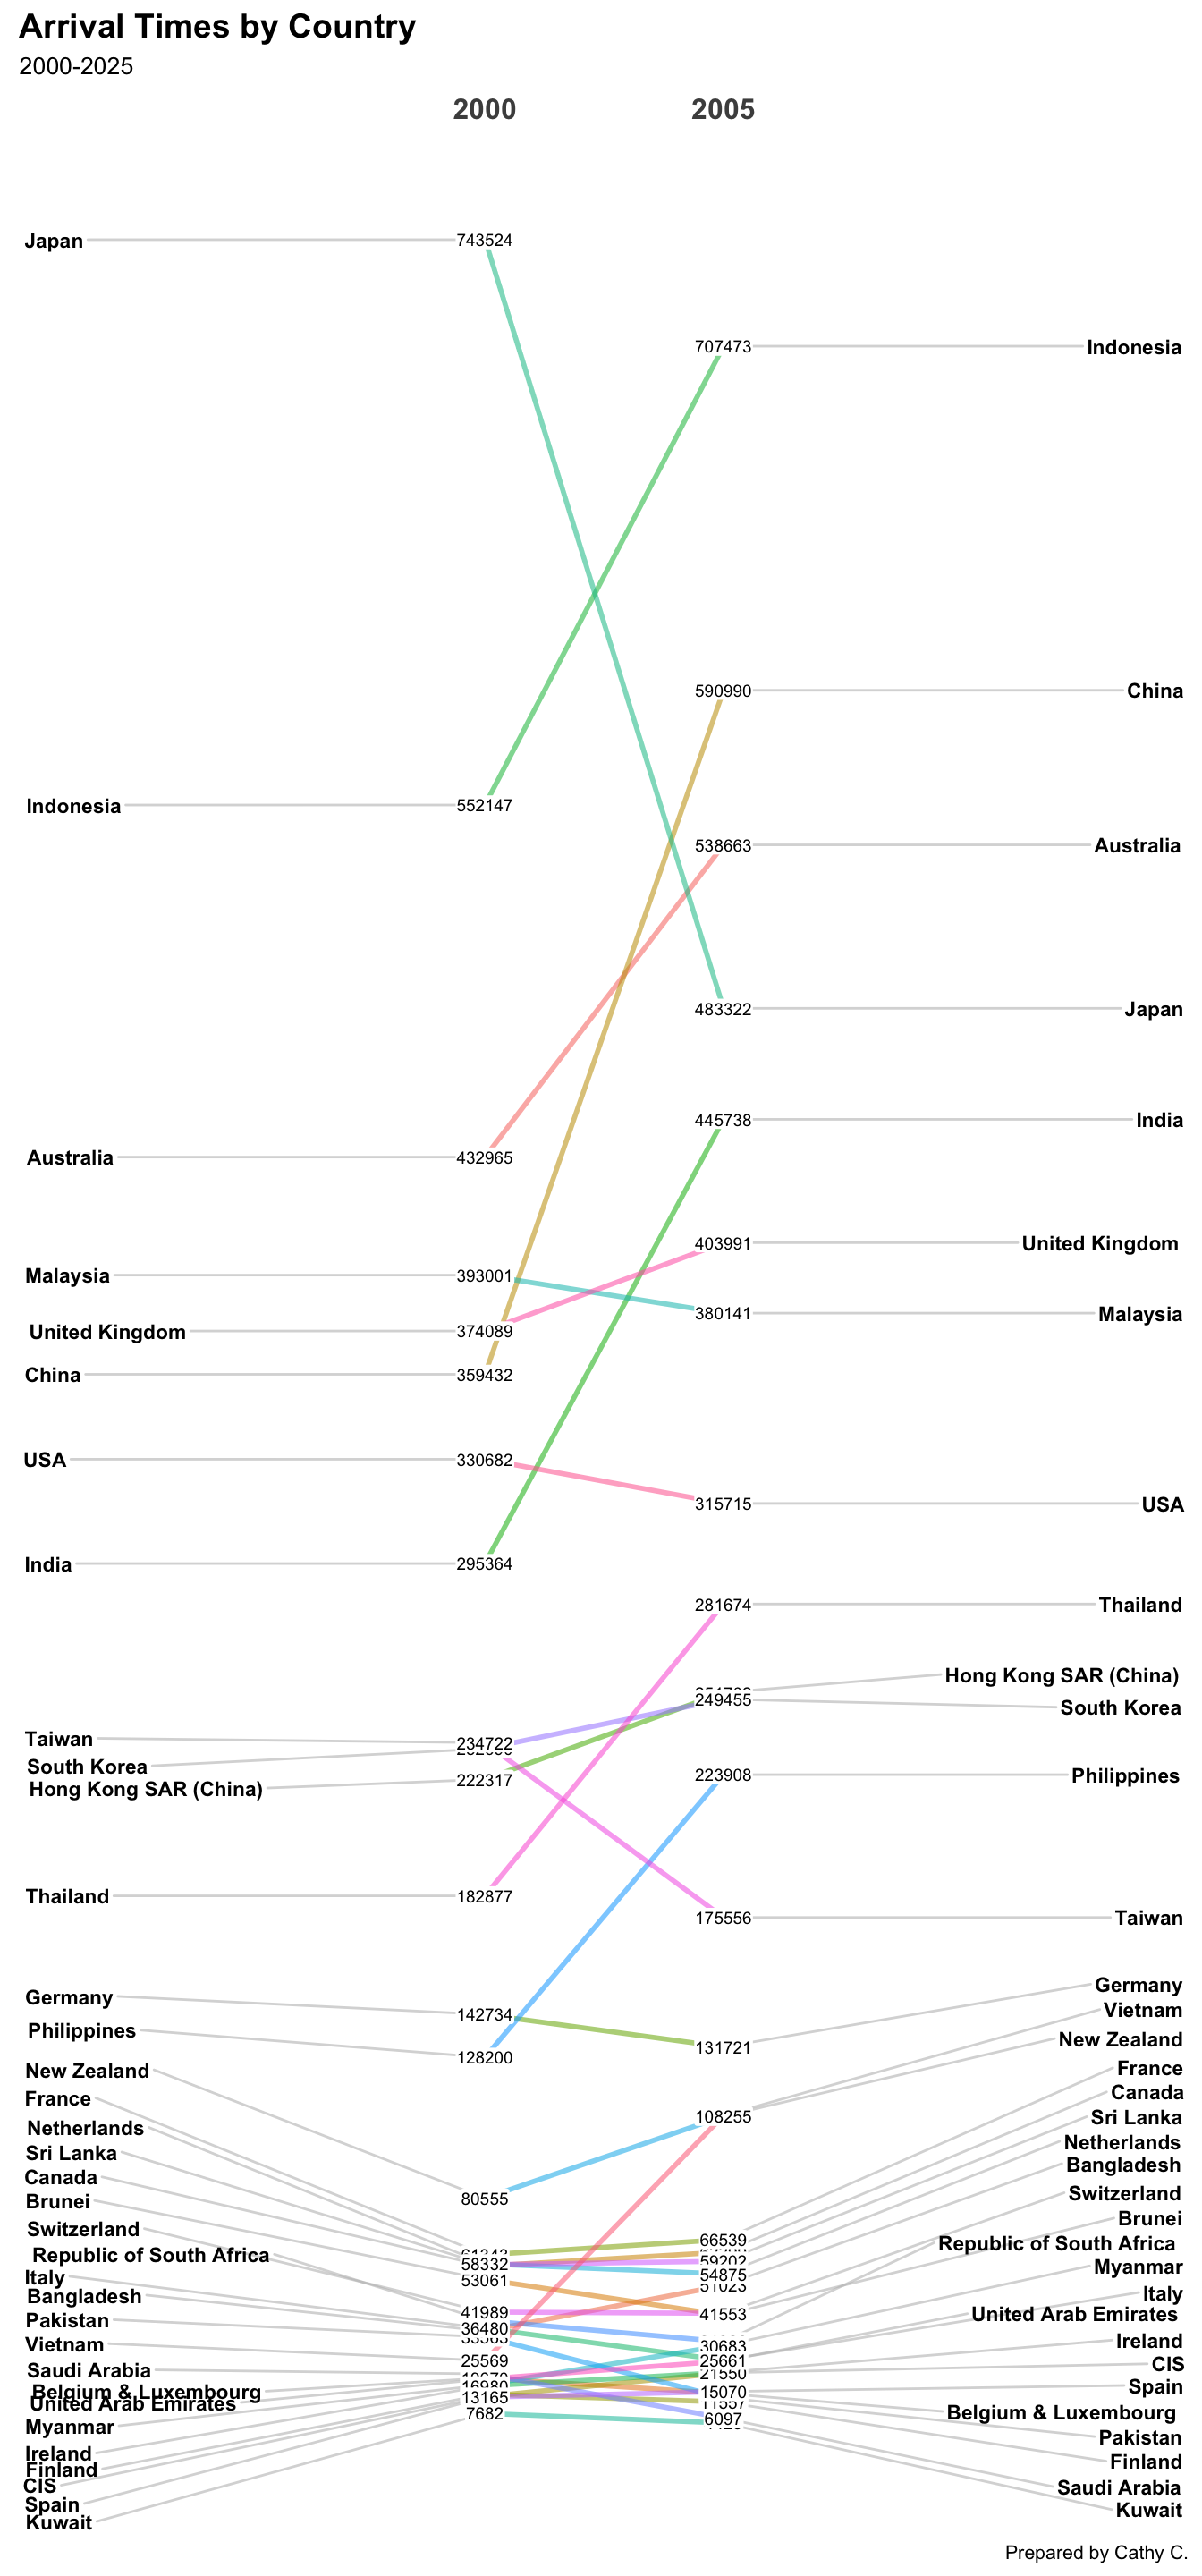 Arrival Times by Country
2000-2025
2000 2005
Japan 743524
707473 Indonesia
590990 China
Indonesia 552147
538663 Australia
483322 Japan
445738 India
Australia 432965
403991 United Kingdom
Malaysia 393001
380141 Malaysia
United Kingdom 374089
China 359432
USA 330682
315715 USA
India 295364
281674 Thailand
Hong Kong SAR (China)
249455 South Korea
Taiwan 234722
South Korea
Hong Kong SAR (China) 222317
223908 Philippines
Thailand 182877
175556 Taiwan
Germany 142734
Germany
Philippines 128200
131721
Vietnam
New Zealand
New Zealand
France
France
108255
Canada
Netherlands
Sri Lanka
Sri Lanka
Netherlands
Canada
Bangladesh
Brunei
80555
Switzerland
Switzerland
Brunei
Republic of South Africa
66539
Republic of South Africa
58332
59202
Myanmar
Italy
53061
54875
51023
Bangladesh
Italy
Pakistan
41989
41553
United Arab Emirates
Vietnam
36480
30683
Ireland
Saudi Arabia
25569
25661
CIS
Belgium & Luxembourg
21550
Spain
United Arab Emirates
13165
15070
Myanmar
7682
6097
Belgium & Luxembourg
Ireland
Pakistan
Finland
Finland
CIS
Saudi Arabia
Spain
Kuwait
Kuwait
Prepared by Cathy C.